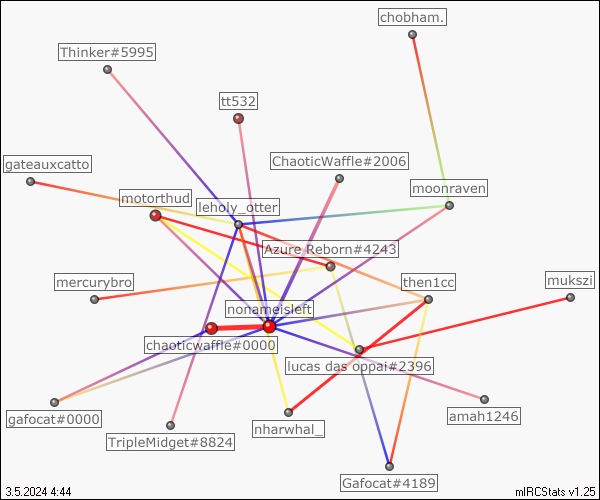 chobham.
Thinker#5995
tt532
ChaoticWaffle#2006
gateauxcatto
moonraven
motorthud
leholy_otter
Azure Reborn#4243
mercurybro
then1cc
mukszi
nonameisleft
chaoticwaffle#0000
lucas das oppai#2396
gafocat#0000
amah1246
nharwhal_
TripleMidget#8824
Gafocat#4189
3.5.2024 4:44
mIRCStats v1.25